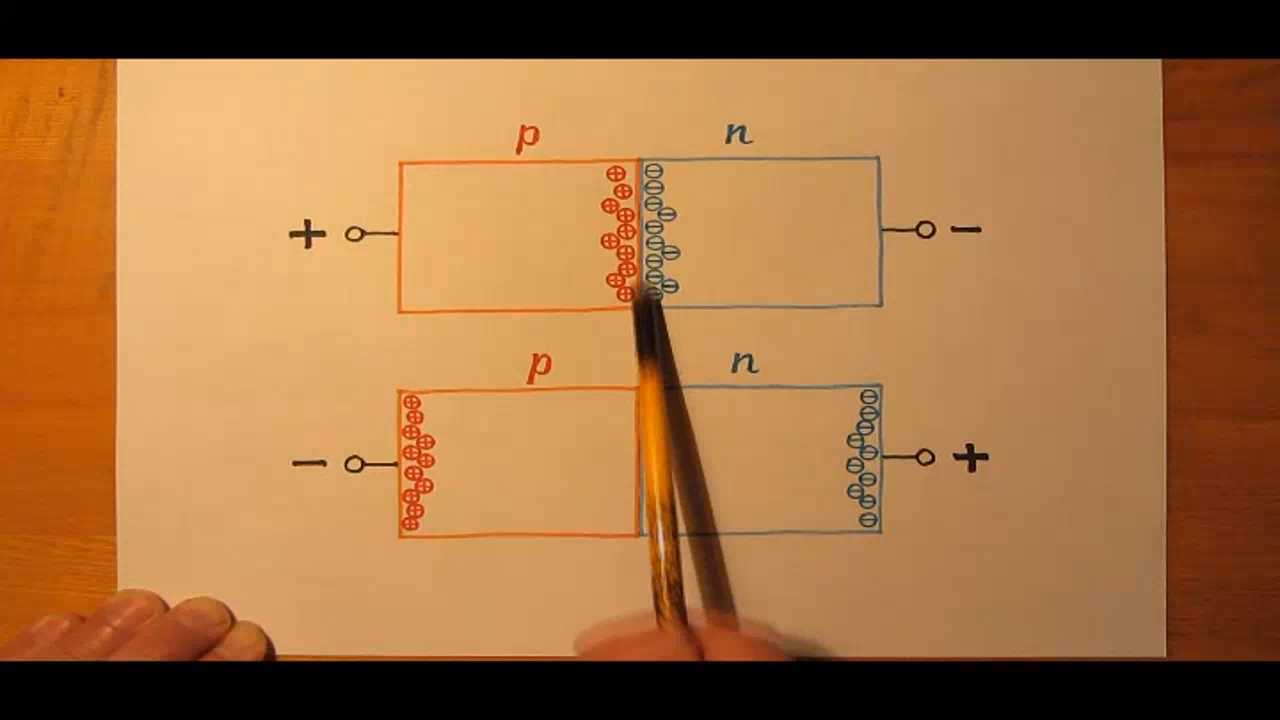 p n
+ −
p n
− +